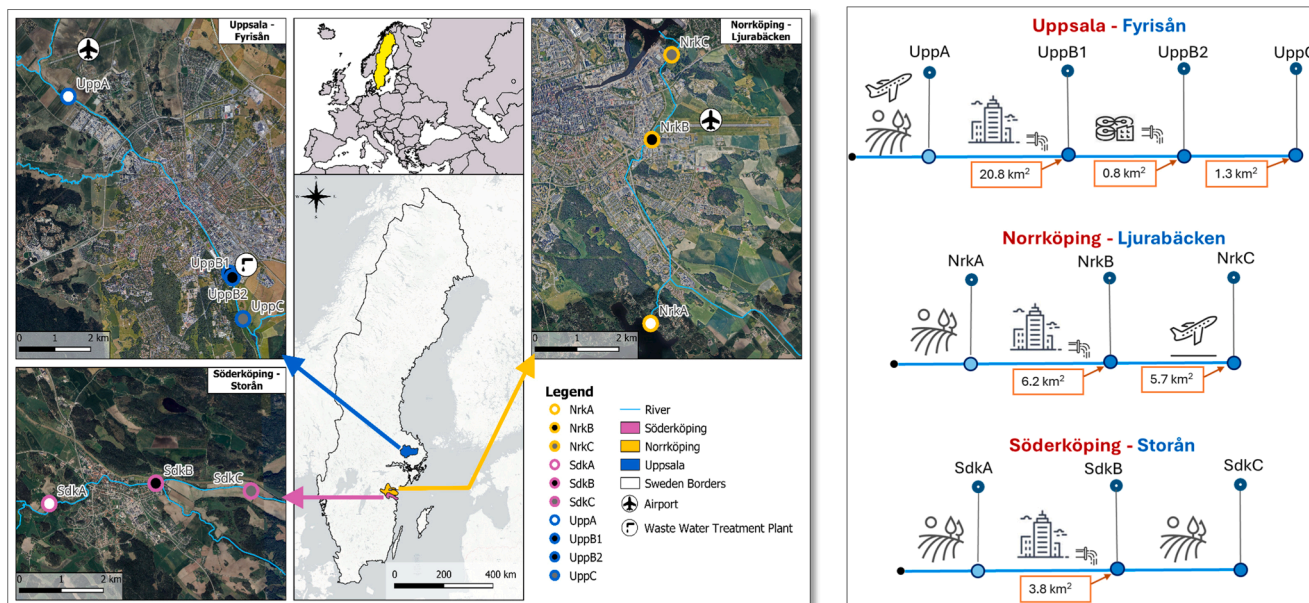 Uppsala -
Fyrisån
UppA
UppB1
UppB2
UppC
0 1 2 km
Söderköping -
Storån
SdkA
SdkB
SdkC
0 1 2 km
0 200 400 km
Norrköping -
Ljurabäcken
NrkC
NrkB
NrkA
0 1 2 km
Legend
NrkA
NrkB
NrkC
SdkA
SdkB
SdkC
UppA
UppB1
UppB2
UppC
River
Söderköping
Norrköping
Uppsala
Sweden Borders
Airport
Waste Water Treatment Plant
Uppsala - Fyrisån
UppA UppB1 UppB2 UppC
20.8 km² 0.8 km² 1.3 km²
Norrköping - Ljurabäcken
NrkA NrkB NrkC
6.2 km² 5.7 km²
Söderköping - Storån
SdkA SdkB SdkC
3.8 km²